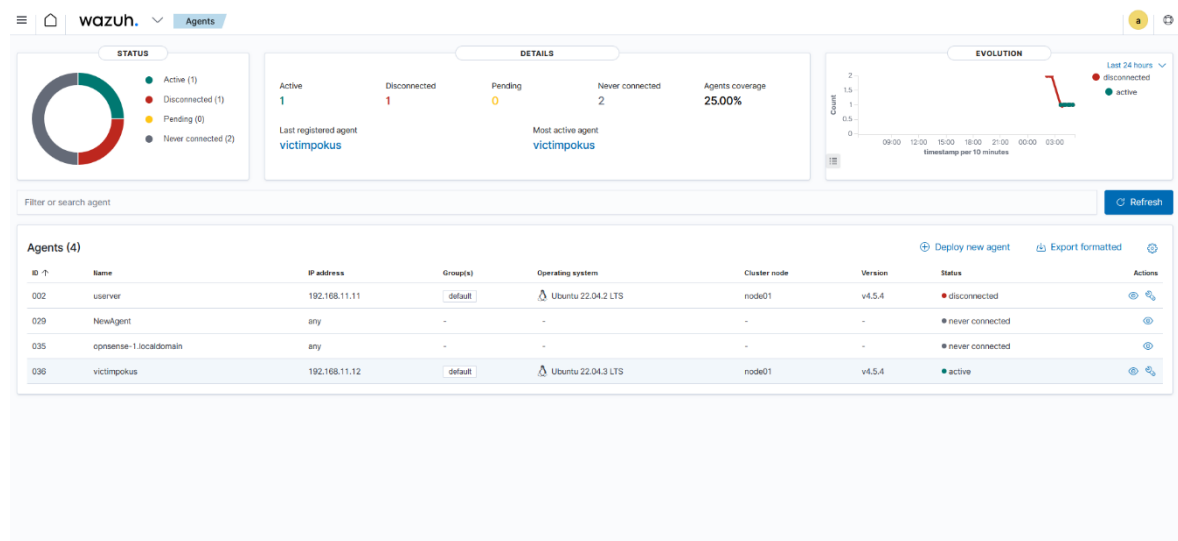 wazuh. Agents a
STATUS
Active (1)
Disconnected (1)
Pending (0)
Never connected (2)
DETAILS
Active Disconnected Pending Never connected Agents coverage
1 1 0 2 25.00%
Last registered agent Most active agent
victimpokus victimpokus
EVOLUTION
Last 24 hours
disconnected
active
Count
2
1.5
1
0.5
0
09:00 12:00 15:00 18:00 21:00 00:00 03:00
timestamp per 10 minutes
Filter or search agent Refresh
Agents (4) Deploy new agent Export formatted
ID ↑ Name IP address Group(s) Operating system Cluster node Version Status Actions
002 userver 192.168.11.11 default Ubuntu 22.04.2 LTS node01 v4.5.4 disconnected
029 NewAgent any - - - - never connected
035 opnsense-1.localdomain any - - - - never connected
036 victimpokus 192.168.11.12 default Ubuntu 22.04.3 LTS node01 v4.5.4 active